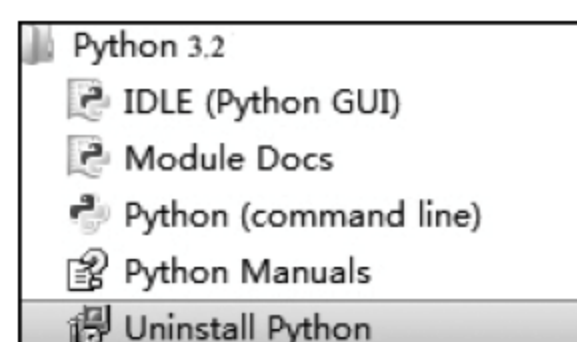 Python 3.2
IDLE (Python GUI)
Module Docs
Python (command line)
Python Manuals
Uninstall Python